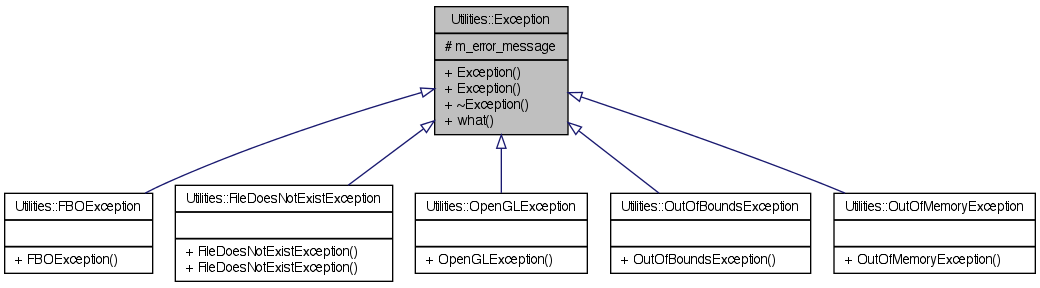 Utilities::Exception
# m_error_message
+ Exception()
+ Exception()
+ ~Exception()
+ what()
Utilities::FBOException
+ FBOException()
Utilities::FileDoesNotExistException
+ FileDoesNotExistException()
+ FileDoesNotExistException()
Utilities::OpenGLException
+ OpenGLException()
Utilities::OutOfBoundsException
+ OutOfBoundsException()
Utilities::OutOfMemoryException
+ OutOfMemoryException()